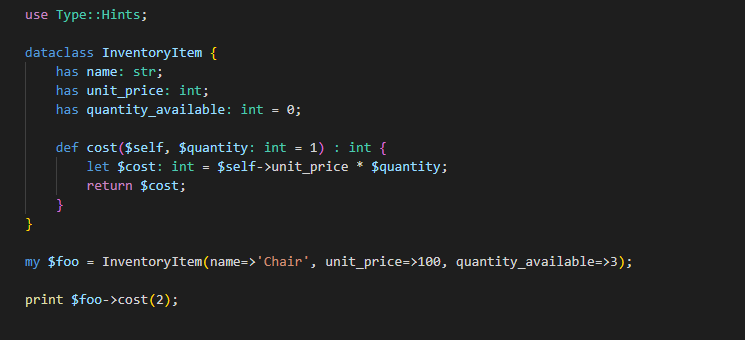 use Type::Hints;
dataclass InventoryItem {
has name: str;
has unit_price: int;
has quantity_available: int = 0;
def cost($self, $quantity: int = 1) : int {
let $cost: int = $self->unit_price * $quantity;
return $cost;
}
}
my $foo = InventoryItem(name=>'Chair', unit_price=>100, quantity_available=>3);
print $foo->cost(2);